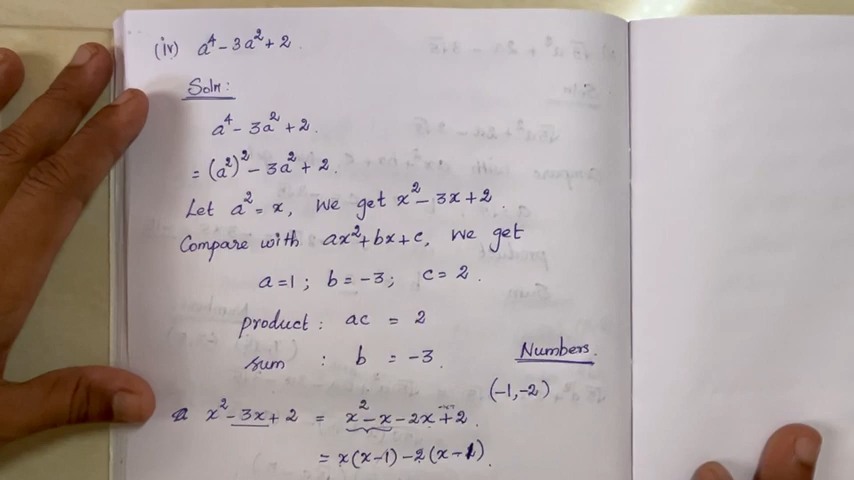 (iv) a⁴ - 3a² + 2.
Soln:
a⁴ - 3a² + 2.
= (a²)² - 3a² + 2.
Let a² = x, We get x² - 3x + 2.
Compare with ax² + bx + c, We get
a = 1 ; b = -3 ; c = 2.
product : ac = 2
sum : b = -3.
Numbers.
(-1, -2)
x² - 3x + 2 = x² - x - 2x + 2.
= x(x-1) - 2(x-1).